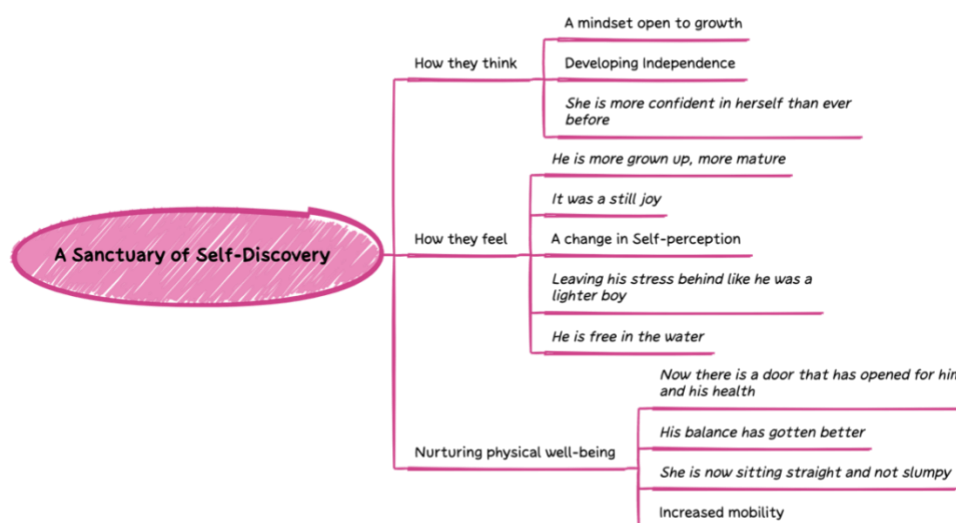 A Sanctuary of Self-Discovery
How they think
A mindset open to growth
Developing Independence
She is more confident in herself than ever
before
How they feel
He is more grown up, more mature
It was a still joy
A change in Self-perception
Leaving his stress behind like he was a
lighter boy
He is free in the water
Nurturing physical well-being
Now there is a door that has opened for him
and his health
His balance has gotten better
She is now sitting straight and not slumpy
Increased mobility